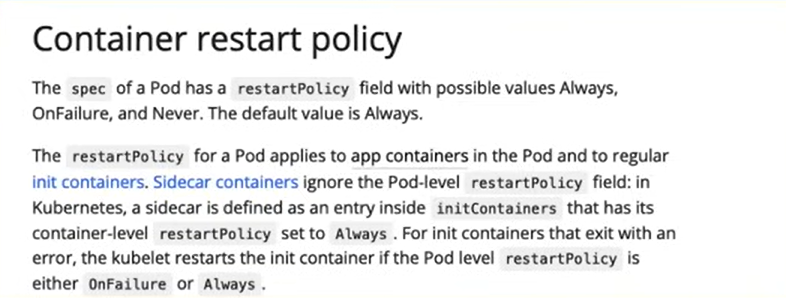 Container restart policy
The spec of a Pod has a restartPolicy field with possible values Always,
OnFailure, and Never. The default value is Always.
The restartPolicy for a Pod applies to app containers in the Pod and to regular
init containers. Sidecar containers ignore the Pod-level restartPolicy field: in
Kubernetes, a sidecar is defined as an entry inside initContainers that has its
container-level restartPolicy set to Always . For init containers that exit with an
error, the kubelet restarts the init container if the Pod level restartPolicy is
either OnFailure or Always .